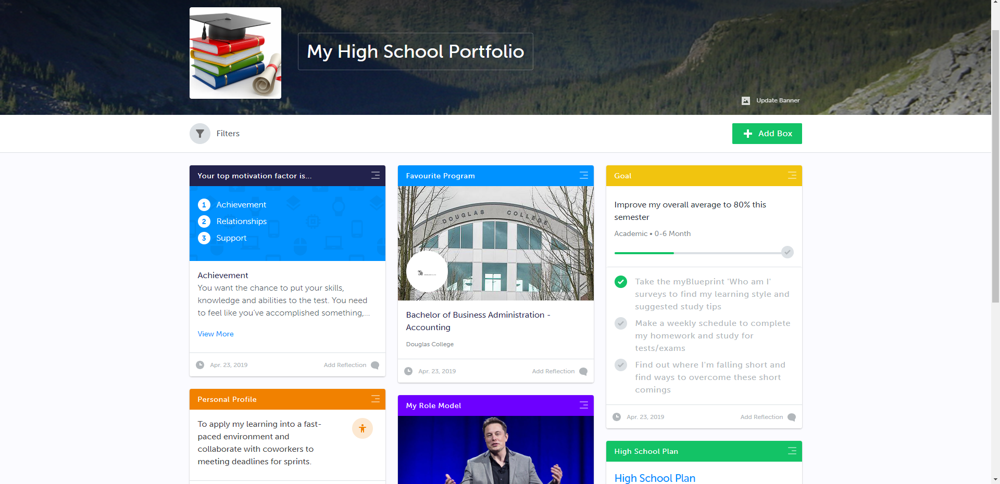 My High School Portfolio
Update Banner
Filters
Add Box
Your top motivation factor is...
1 Achievement
2 Relationships
3 Support
Achievement
You want the chance to put your skills,
knowledge and abilities to the test. You need
to feel like you’ve accomplished something,...
View More
Apr. 23, 2019 Add Reflection
Personal Profile
To apply my learning into a fast-
paced environment and
collaborate with coworkers to
meeting deadlines for sprints.
Favourite Program
DOUGLAS COLLEGE
Bachelor of Business Administration -
Accounting
Douglas College
Apr. 23, 2019 Add Reflection
My Role Model
Goal
Improve my overall average to 80% this
semester
Academic • 0-6 Month
Take the myBlueprint 'Who am I'
surveys to find my learning style and
suggested study tips
Make a weekly schedule to complete
my homework and study for
tests/exams
Find out where I'm falling short and
find ways to overcome these short
comings
Apr. 23, 2019 Add Reflection
High School Plan
High School Plan